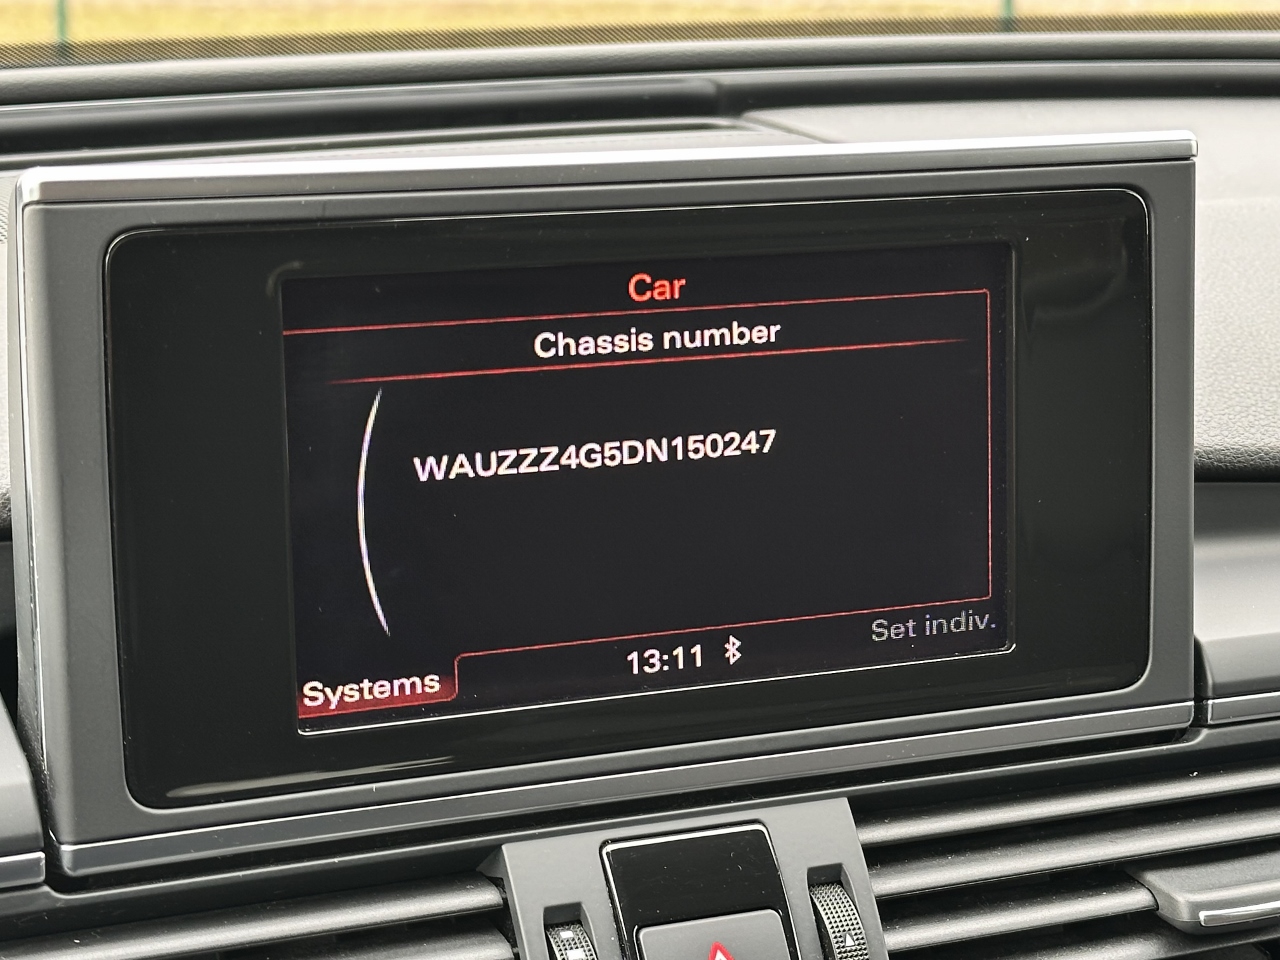 Car
Chassis number
WAUZZZ4G5DN150247
Set indiv.
13:11
Systems